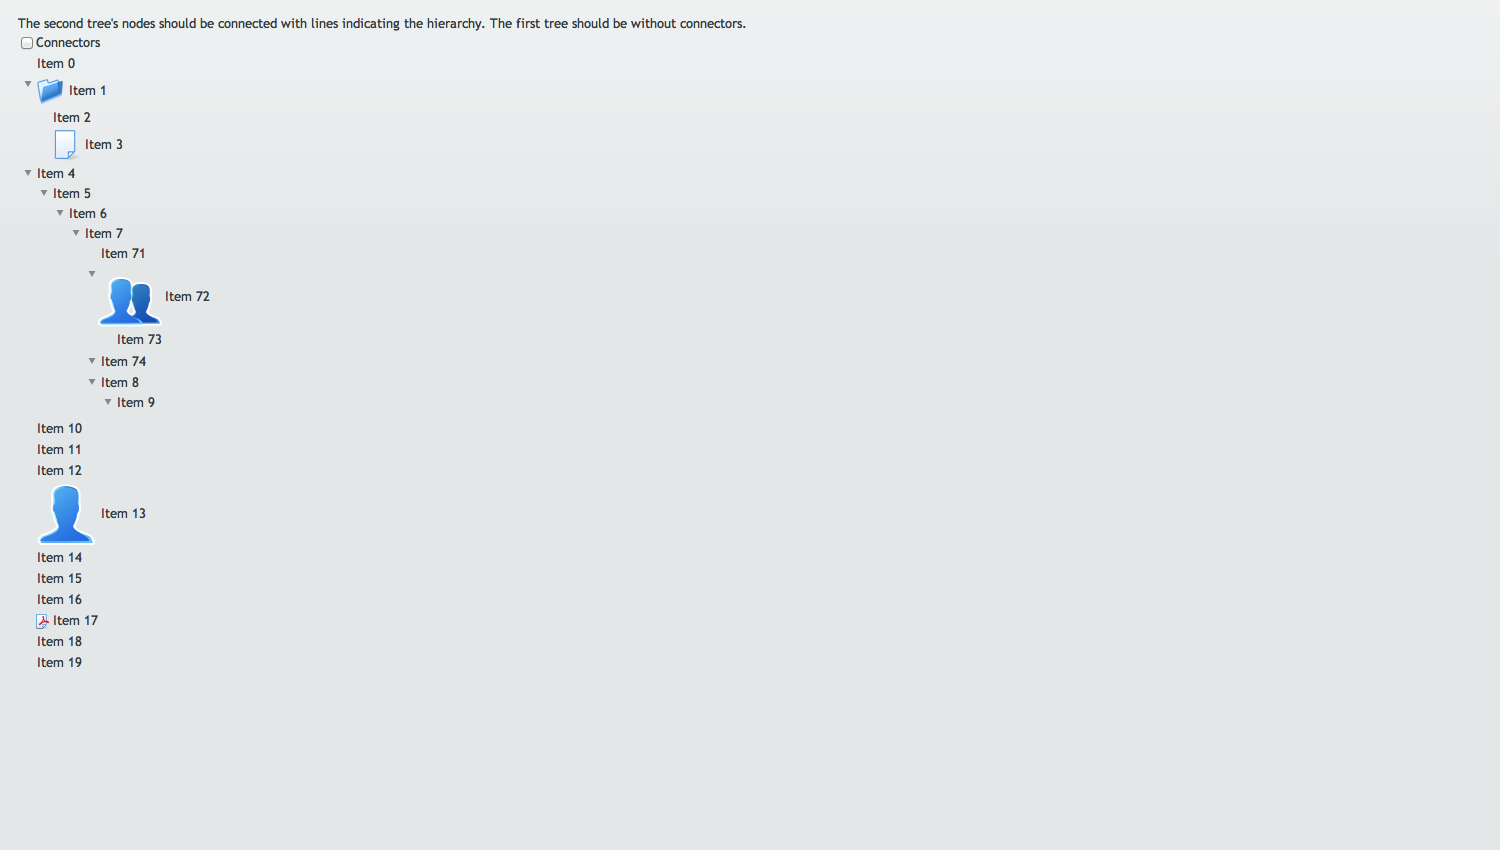 The second tree's nodes should be connected with lines indicating the hierarchy. The first tree should be without connectors.
Connectors
Item 0
Item 1
Item 2
Item 3
Item 4
Item 5
Item 6
Item 7
Item 71
Item 72
Item 73
Item 74
Item 8
Item 9
Item 10
Item 11
Item 12
Item 13
Item 14
Item 15
Item 16
Item 17
Item 18
Item 19